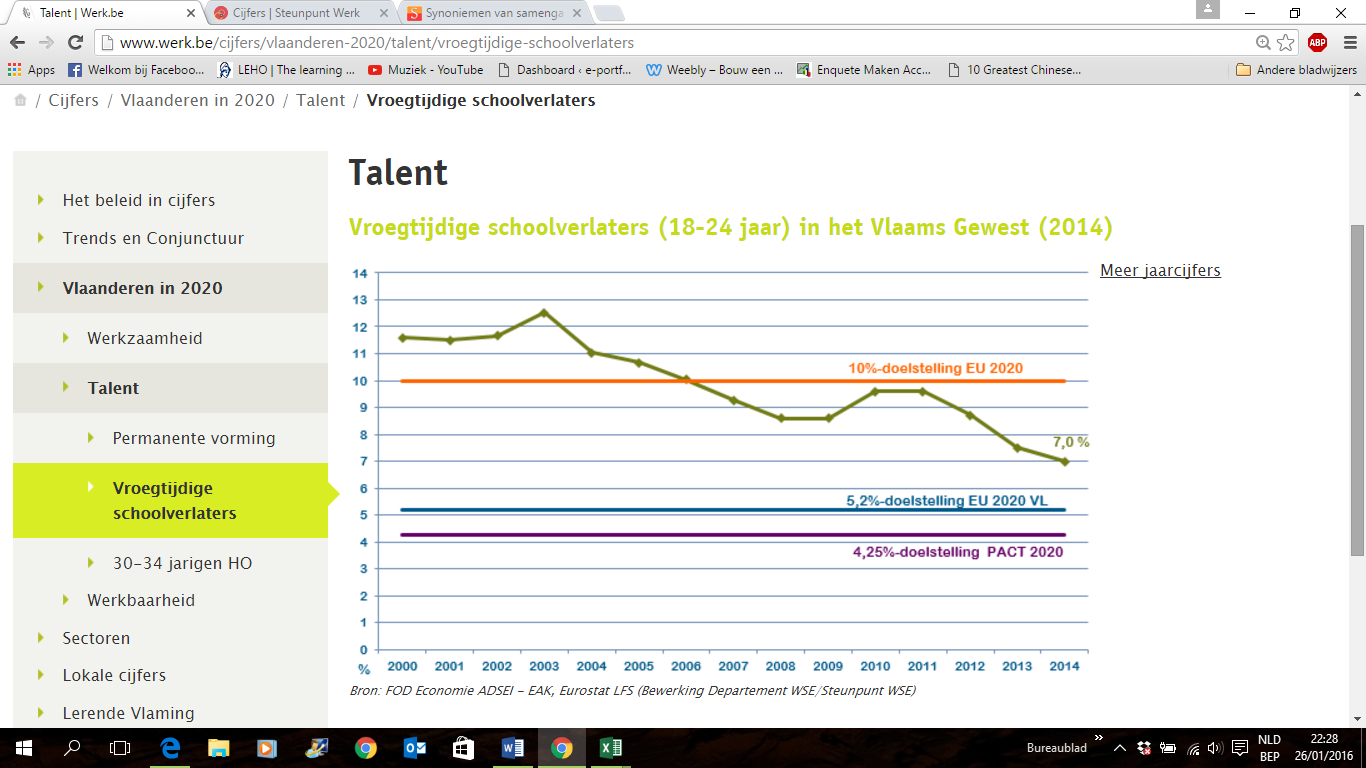 Talent | Werk.be
Cijfers | Steunpunt Werk
Synoniemen van samenga
www.werk.be/cijfers/vlaanderen-2020/talent/vroegtijdige-schoolverlaters
ABP
Apps
Welkom bij Faceboo...
LEHO | The learning ...
Muziek - YouTube
Dashboard ‹ e-portf...
Weebly – Bouw een ...
Enquete Maken Acc...
10 Greatest Chinese...
Andere bladwijzers
/ Cijfers / Vlaanderen in 2020 / Talent / Vroegtijdige schoolverlaters
Het beleid in cijfers
Trends en Conjunctuur
Vlaanderen in 2020
Werkzaamheid
Talent
Permanente vorming
Vroegtijdige
schoolverlaters
30-34 jarigen HO
Werkbaarheid
Sectoren
Lokale cijfers
Lerende Vlaming
Talent
Vroegtijdige schoolverlaters (18-24 jaar) in het Vlaams Gewest (2014)
Meer jaarcijfers
14
13
12
11
10
9
8
7
6
5
4
3
2
1
0
%
10%-doelstelling EU 2020
7,0 %
5,2%-doelstelling EU 2020 VL
4,25%-doelstelling PACT 2020
2000 2001 2002 2003 2004 2005 2006 2007 2008 2009 2010 2011 2012 2013 2014
Bron: FOD Economie ADSEI - EAK, Eurostat LFS (Bewerking Departement WSE/Steunpunt WSE)
Bureaublad
NLD
BEP
22:28
26/01/2016